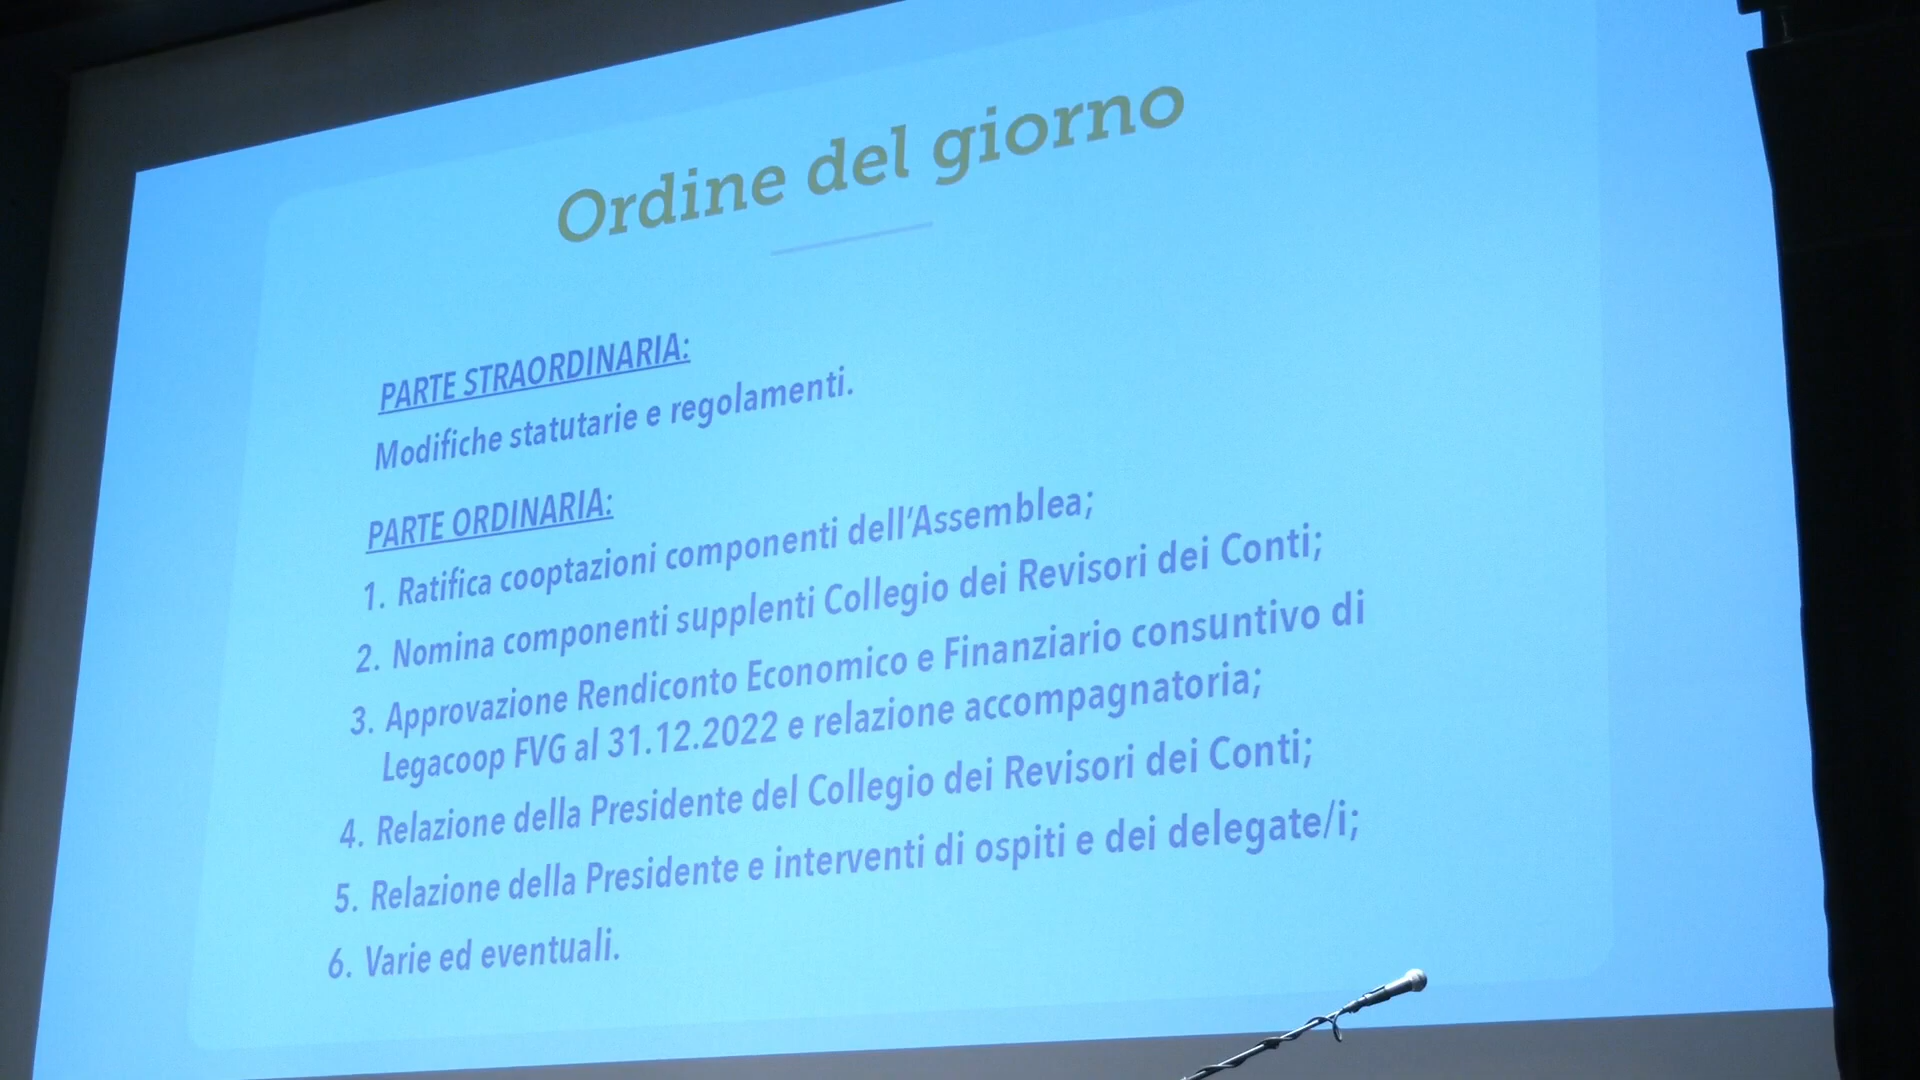 Ordine del giorno
PARTE STRAORDINARIA:
Modifiche statutarie e regolamenti.
PARTE ORDINARIA:
1. Ratifica cooptazioni componenti dell'Assemblea;
2. Nomina componenti supplenti Collegio dei Revisori dei Conti;
3. Approvazione Rendiconto Economico e Finanziario consuntivo di
Legacoop FVG al 31.12.2022 e relazione accompagnatoria;
4. Relazione della Presidente del Collegio dei Revisori dei Conti;
5. Relazione della Presidente e interventi di ospiti e dei delegate/i;
6. Varie ed eventuali.